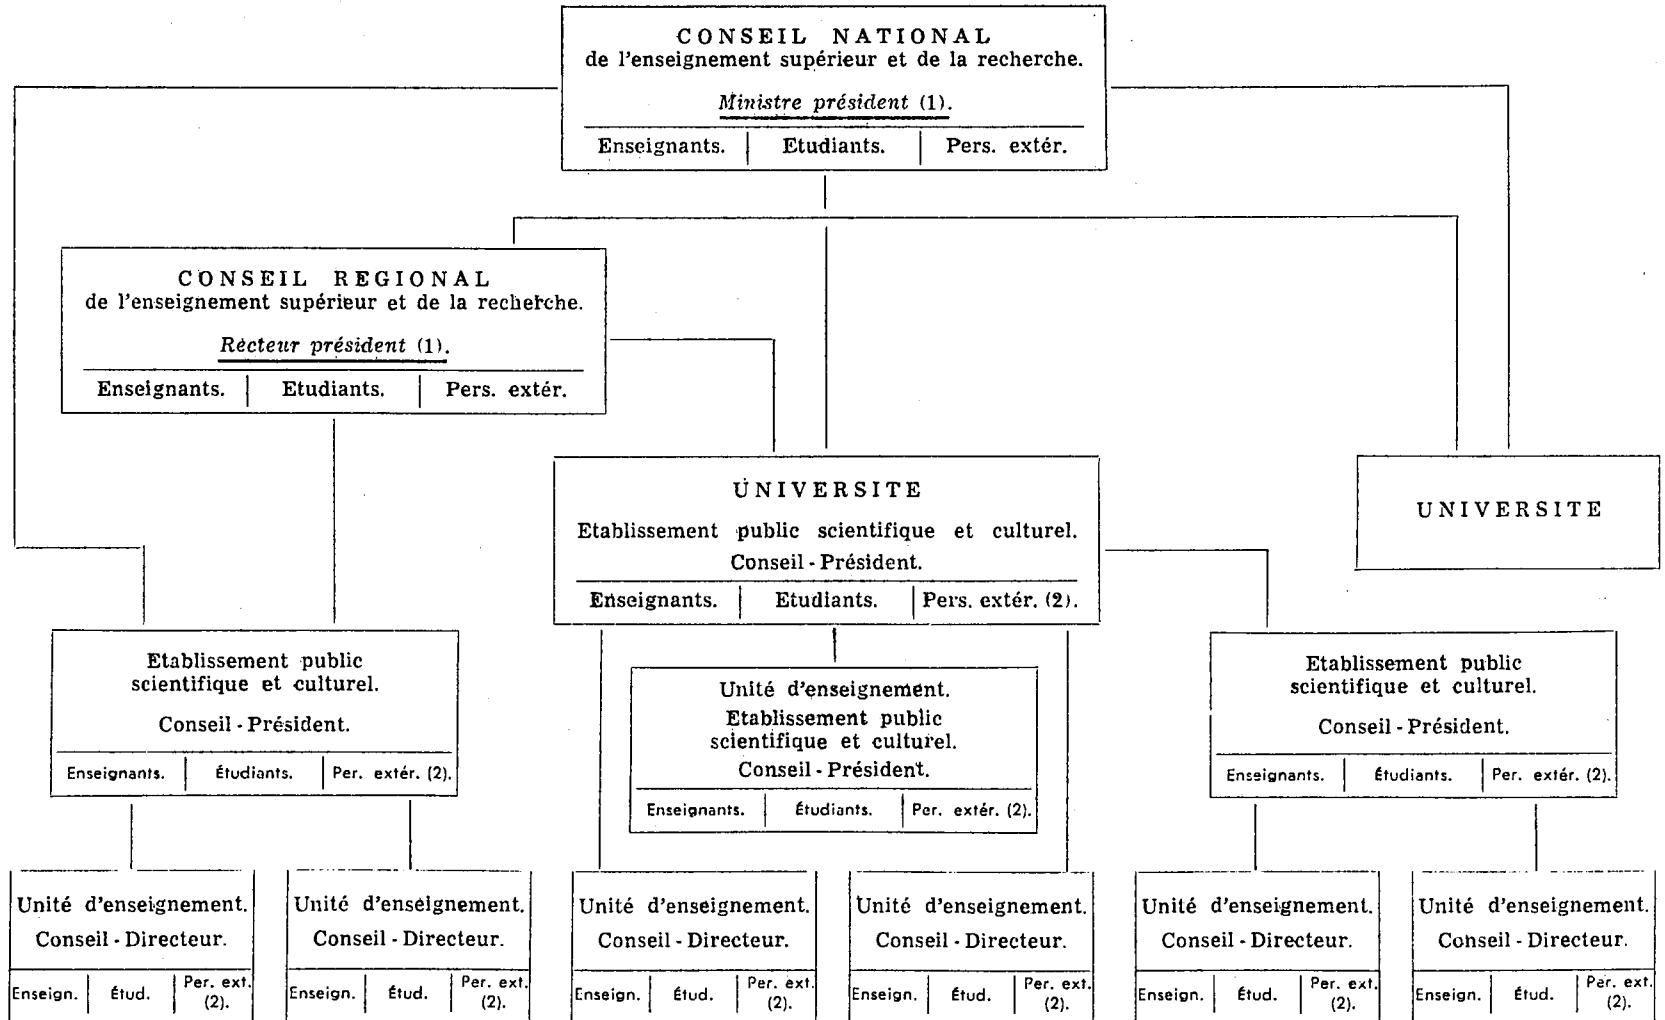 CONSEIL NATIONAL
de l'enseignement supérieur et de la recherche.
Ministre président (1).
Enseignants. Etudiants. Pers. extér.
CONSEIL REGIONAL
de l'enseignement supérieur et de la recherche.
Recteur président (1).
Enseignants. Etudiants. Pers. extér.
UNIVERSITE
Etablissement public scientifique et culturel.
Conseil - Président.
Enseignants. Etudiants. Pers. extér. (2).
UNIVERSITE
Etablissement public
scientifique et culturel.
Conseil - Président.
Enseignants. Étudiants. Per. extér. (2).
Unité d'enseignement.
Etablissement public
scientifique et culturel.
Conseil - Président.
Enseignants. Étudiants. Per. extér. (2).
Etablissement public
scientifique et culturel.
Conseil - Président.
Enseignants. Étudiants. Per. extér. (2).
Unité d'enseignement.
Conseil - Directeur.
Enseign. Étud. Per. ext.
(2).
Unité d'enseignement.
Conseil - Directeur.
Enseign. Étud. Per. ext.
(2).
Unité d'enseignement.
Conseil - Directeur.
Enseign. Étud. Per. ext.
(2).
Unité d'enseignement.
Conseil - Directeur.
Enseign. Étud. Per. ext.
(2).
Unité d'enseignement.
Conseil - Directeur.
Enseign. Étud. Per. ext.
(2).
Unité d'enseignement.
Conseil - Directeur.
Enseign. Étud. Per. ext.
(2).